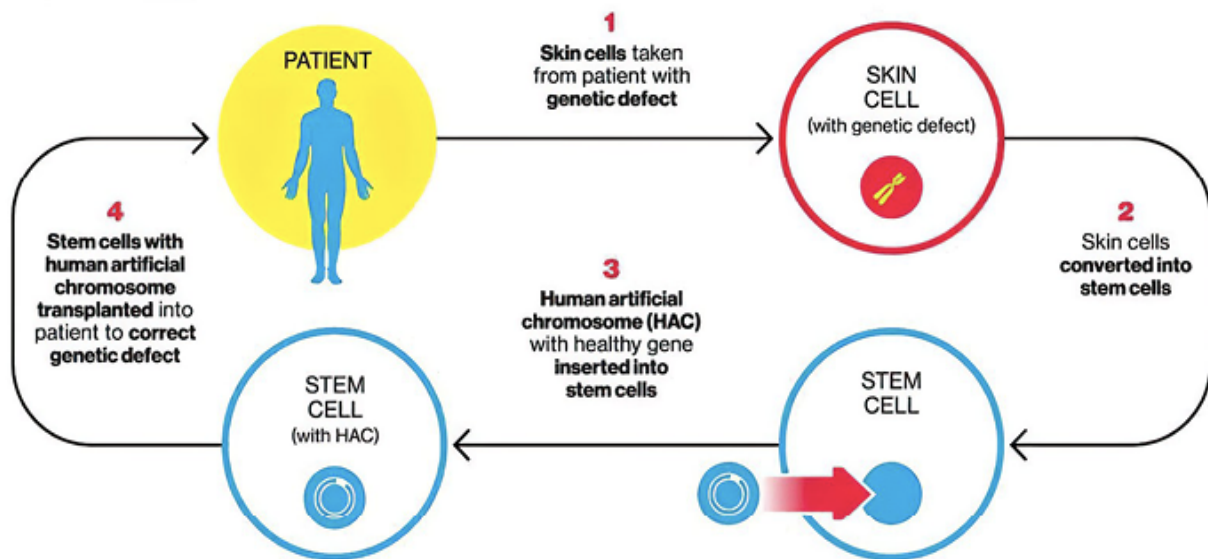 PATIENT
1
Skin cells taken
from patient with
genetic defect
SKIN
CELL
(with genetic defect)
2
Skin cells
converted into
stem cells
3
Human artificial
chromosome (HAC)
with healthy gene
inserted into
stem cells
STEM
CELL
STEM
CELL
(with HAC)
4
Stem cells with
human artificial
chromosome
transplanted into
patient to correct
genetic defect